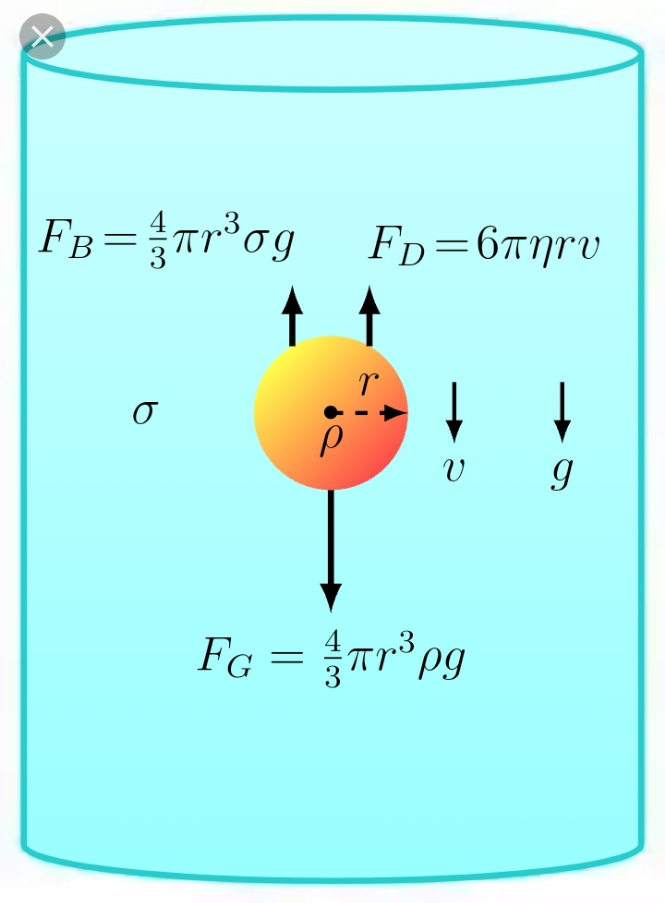 F_B = 4/3 πr³σg
F_D = 6πηrv
r
σ
ρ
v
g
F_G = 4/3 πr³ρg